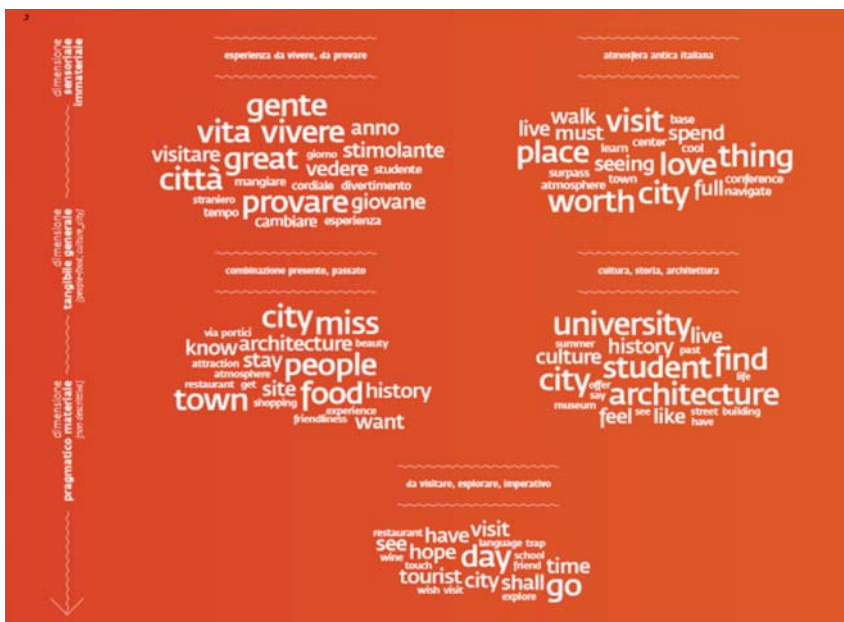 3
dimensione
sensoriale
immateriale
dimensione
tangibile generale
[people-food, culture_city]
dimensione
pragmatico materiale
[non descrittiva]
esperienza da vivere, da provare
gente
vita vivere anno
visitare great giorno stimolante
vedere studente
città mangiare cordiale divertimento
straniero provare giovane
tempo
cambiare esperienza
atmosfera antica italiana
walk visit base
live must spend
learn center cool
place seeing love thing
surpass
atmosphere town conference
worth city full navigate
combinazione presente, passato
city miss
via portici
know architecture beauty
attraction stay people
atmosphere
restaurant get site food history
town shopping
experience
friendliness want
cultura, storia, architettura
university live
summer history past
culture student find
city offer life
say architecture
museum
feel see like street building
have
da visitare, esplorare, imperativo
restaurant have visit
see language trap
wine hope day school
touch friend time
tourist city shall go
wish visit explore